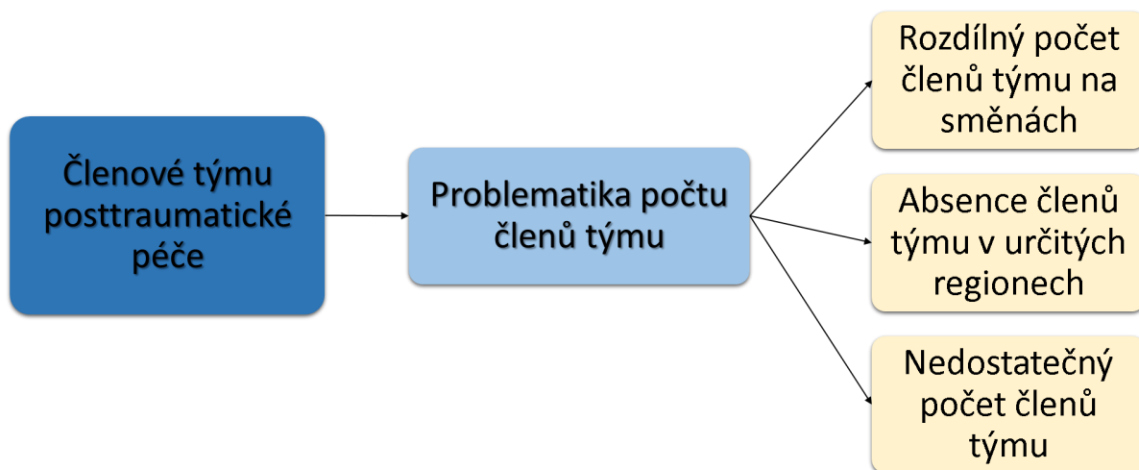 Členové týmu
posttraumatické
péče
Problematika počtu
členů týmu
Rozdílný počet
členů týmu na
směnách
Absence členů
týmu v určitých
regionech
Nedostatečný
počet členů
týmu